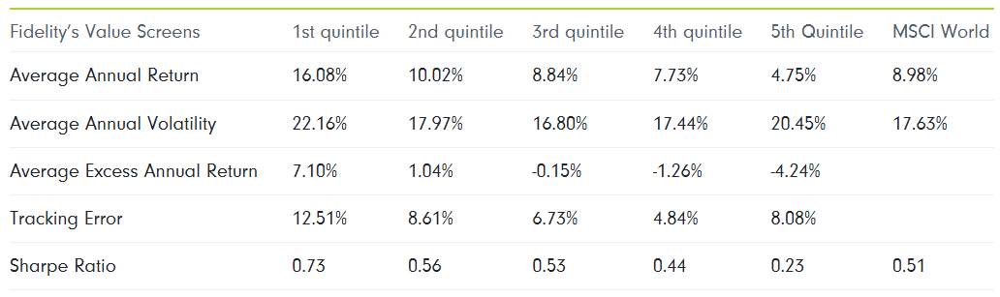 Fidelity's Value Screens 1st quintile 2nd quintile 3rd quintile 4th quintile 5th Quintile MSCI World
Average Annual Return 16.08% 10.02% 8.84% 7.73% 4.75% 8.98%
Average Annual Volatility 22.16% 17.97% 16.80% 17.44% 20.45% 17.63%
Average Excess Annual Return 7.10% 1.04% -0.15% -1.26% -4.24%
Tracking Error 12.51% 8.61% 6.73% 4.84% 8.08%
Sharpe Ratio 0.73 0.56 0.53 0.44 0.23 0.51